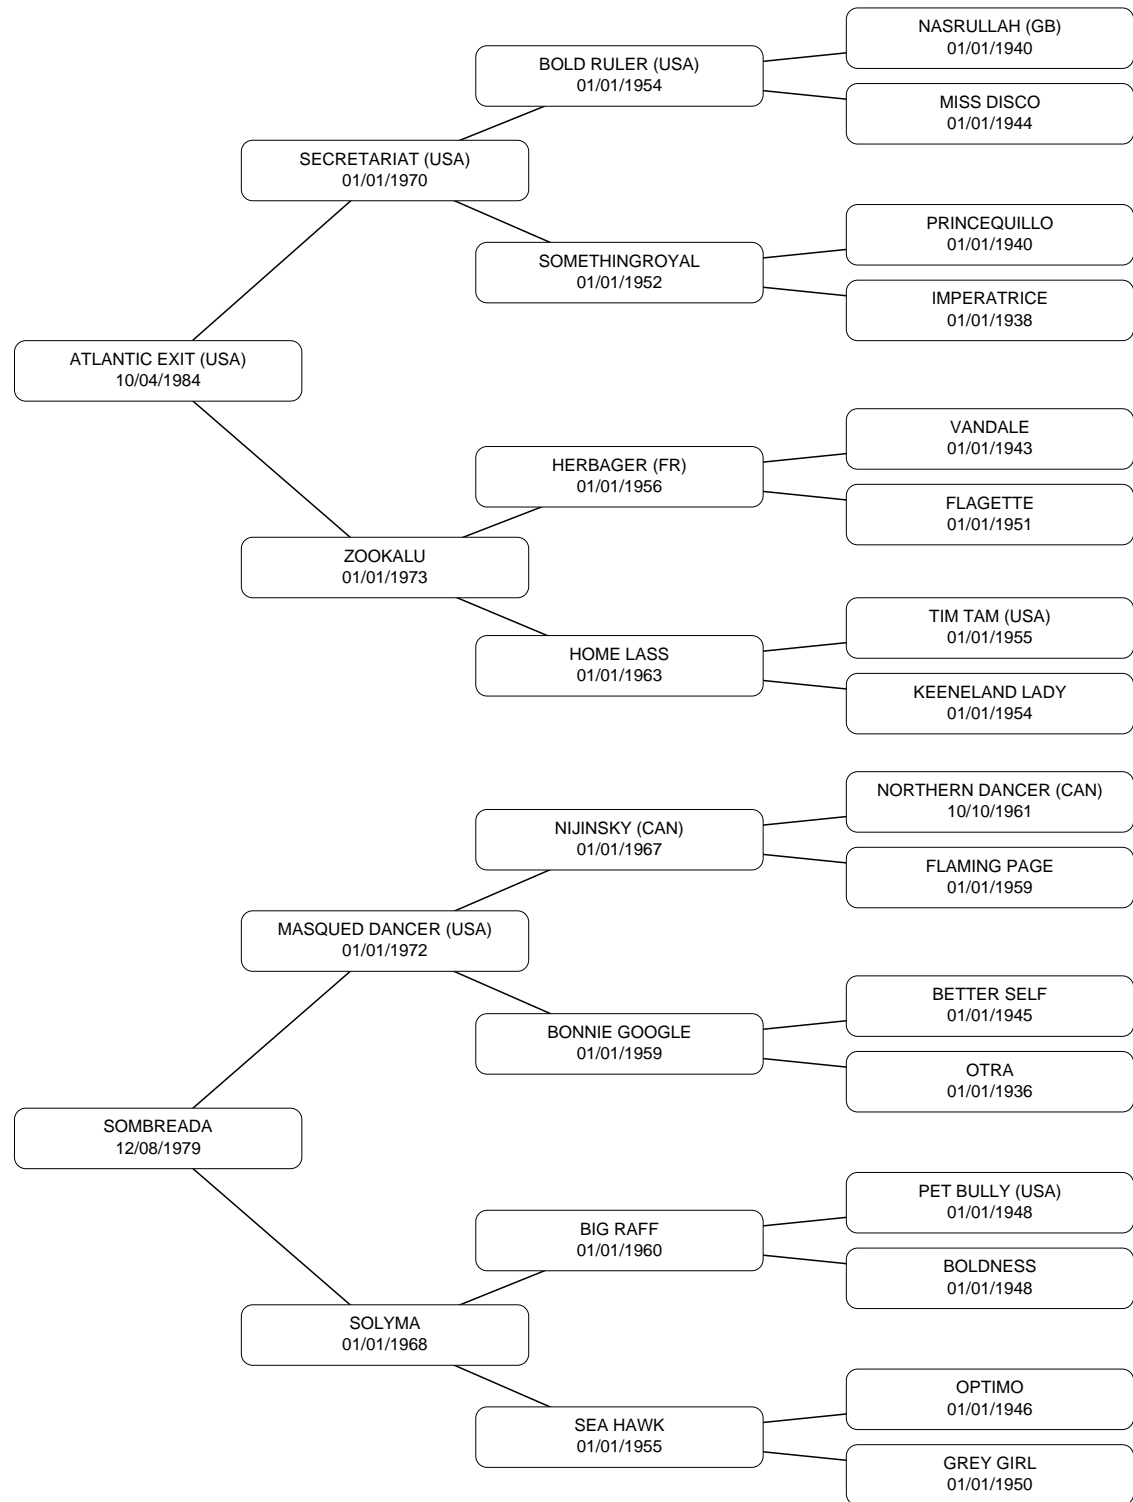 NASRULLAH (GB)
01/01/1940
BOLD RULER (USA)
01/01/1954
MISS DISCO
01/01/1944
SECRETARIAT (USA)
01/01/1970
PRINCEQUILLO
01/01/1940
SOMETHINGROYAL
01/01/1952
IMPERATRICE
01/01/1938
ATLANTIC EXIT (USA)
10/04/1984
VANDALE
01/01/1943
HERBAGER (FR)
01/01/1956
FLAGETTE
01/01/1951
ZOOKALU
01/01/1973
TIM TAM (USA)
01/01/1955
HOME LASS
01/01/1963
KEENELAND LADY
01/01/1954
NORTHERN DANCER (CAN)
10/10/1961
NIJINSKY (CAN)
01/01/1967
FLAMING PAGE
01/01/1959
MASQUED DANCER (USA)
01/01/1972
BETTER SELF
01/01/1945
BONNIE GOOGLE
01/01/1959
OTRA
01/01/1936
SOMBREADA
12/08/1979
PET BULLY (USA)
01/01/1948
BIG RAFF
01/01/1960
BOLDNESS
01/01/1948
SOLYMA
01/01/1968
OPTIMO
01/01/1946
SEA HAWK
01/01/1955
GREY GIRL
01/01/1950